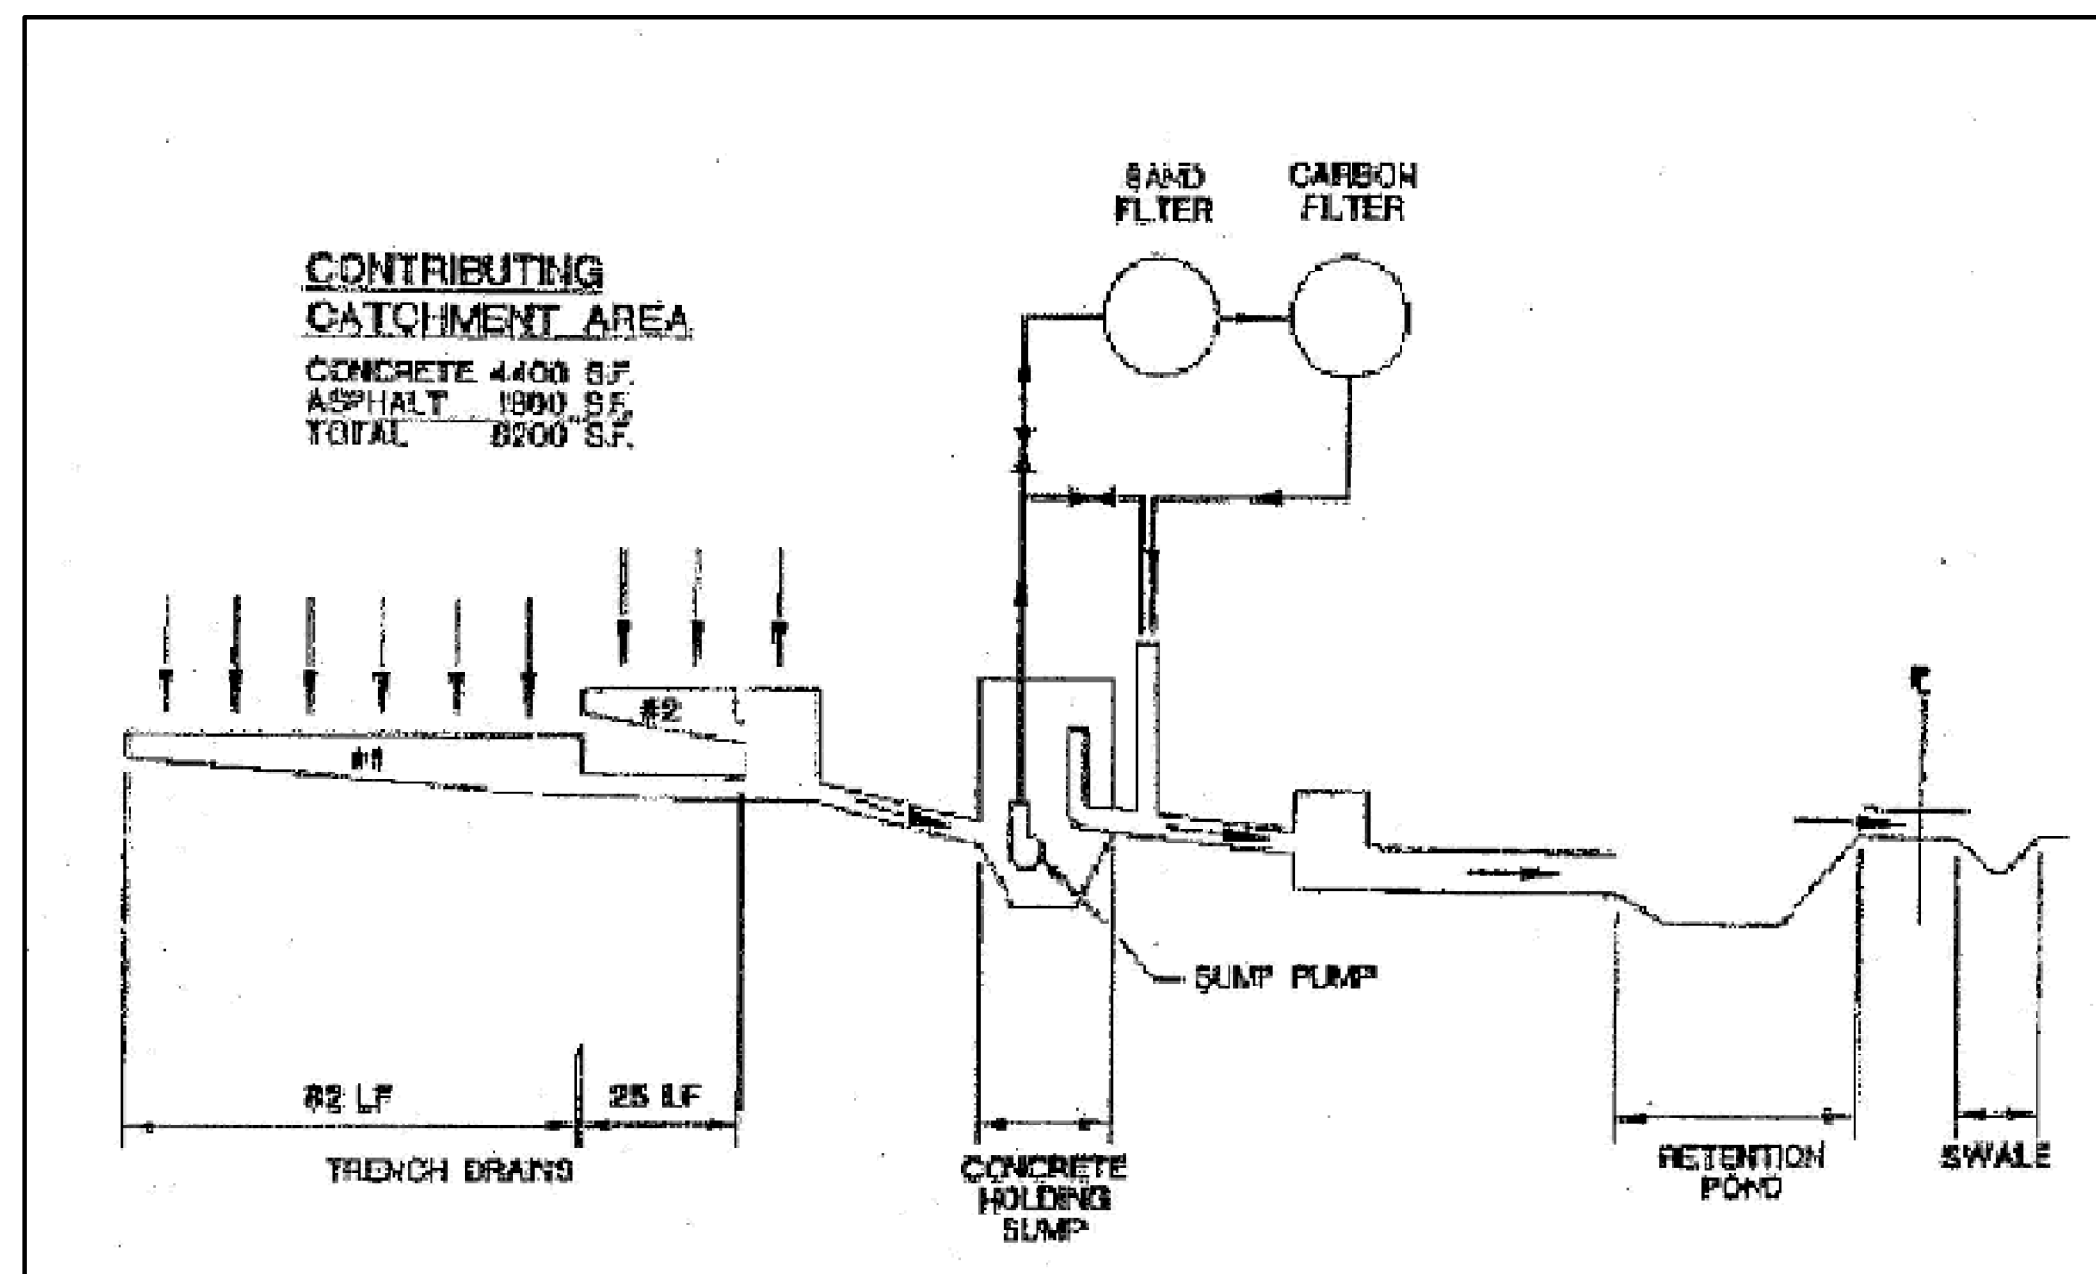 SAND
FILTER
CARBON
FILTER
CONTRIBUTING
CATCHMENT AREA
CONCRETE 4400 S.F.
ASPHALT 1800 S.F.
TOTAL 6200 S.F.
#2
#1
SUMP PUMP
LF
25 LF
TRENCH DRAINS
CONCRETE
HOLDING
SUMP
RETENTION
POND
SWALE